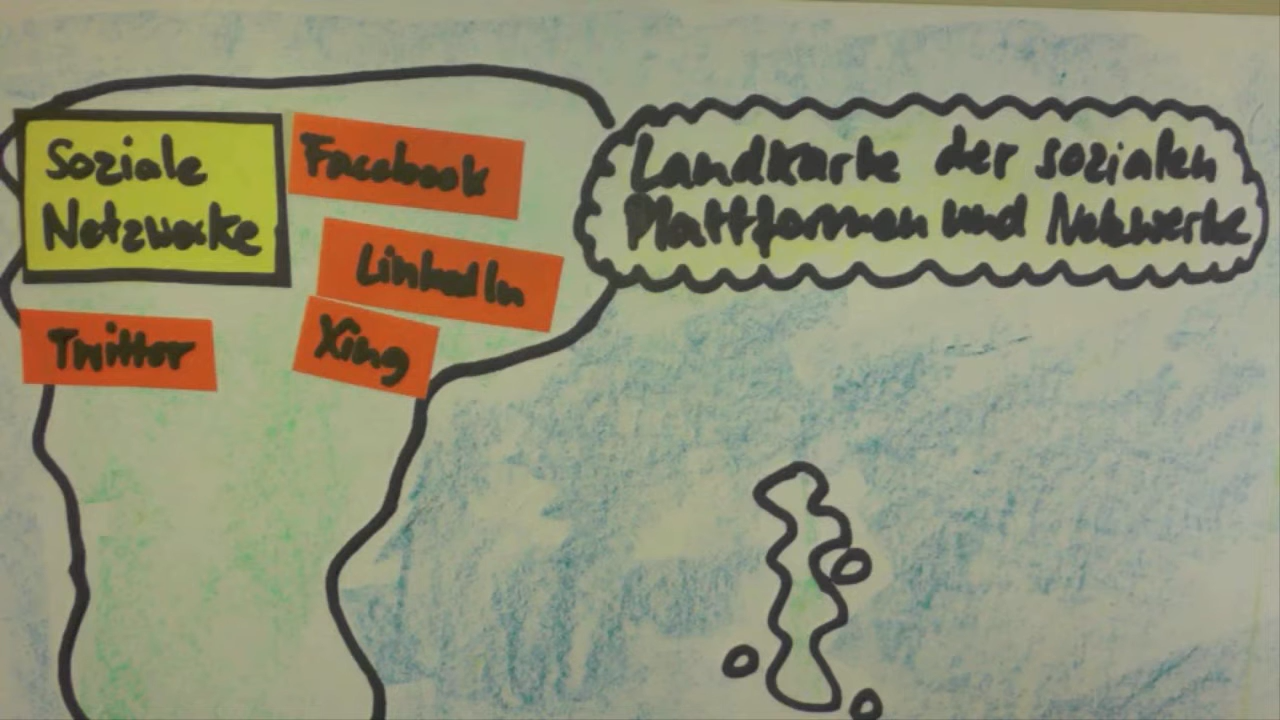 Soziale
Netzwerke
Facebook
LinkedIn
Xing
Twitter
Landkarte der sozialen
Plattformen und Netzwerke